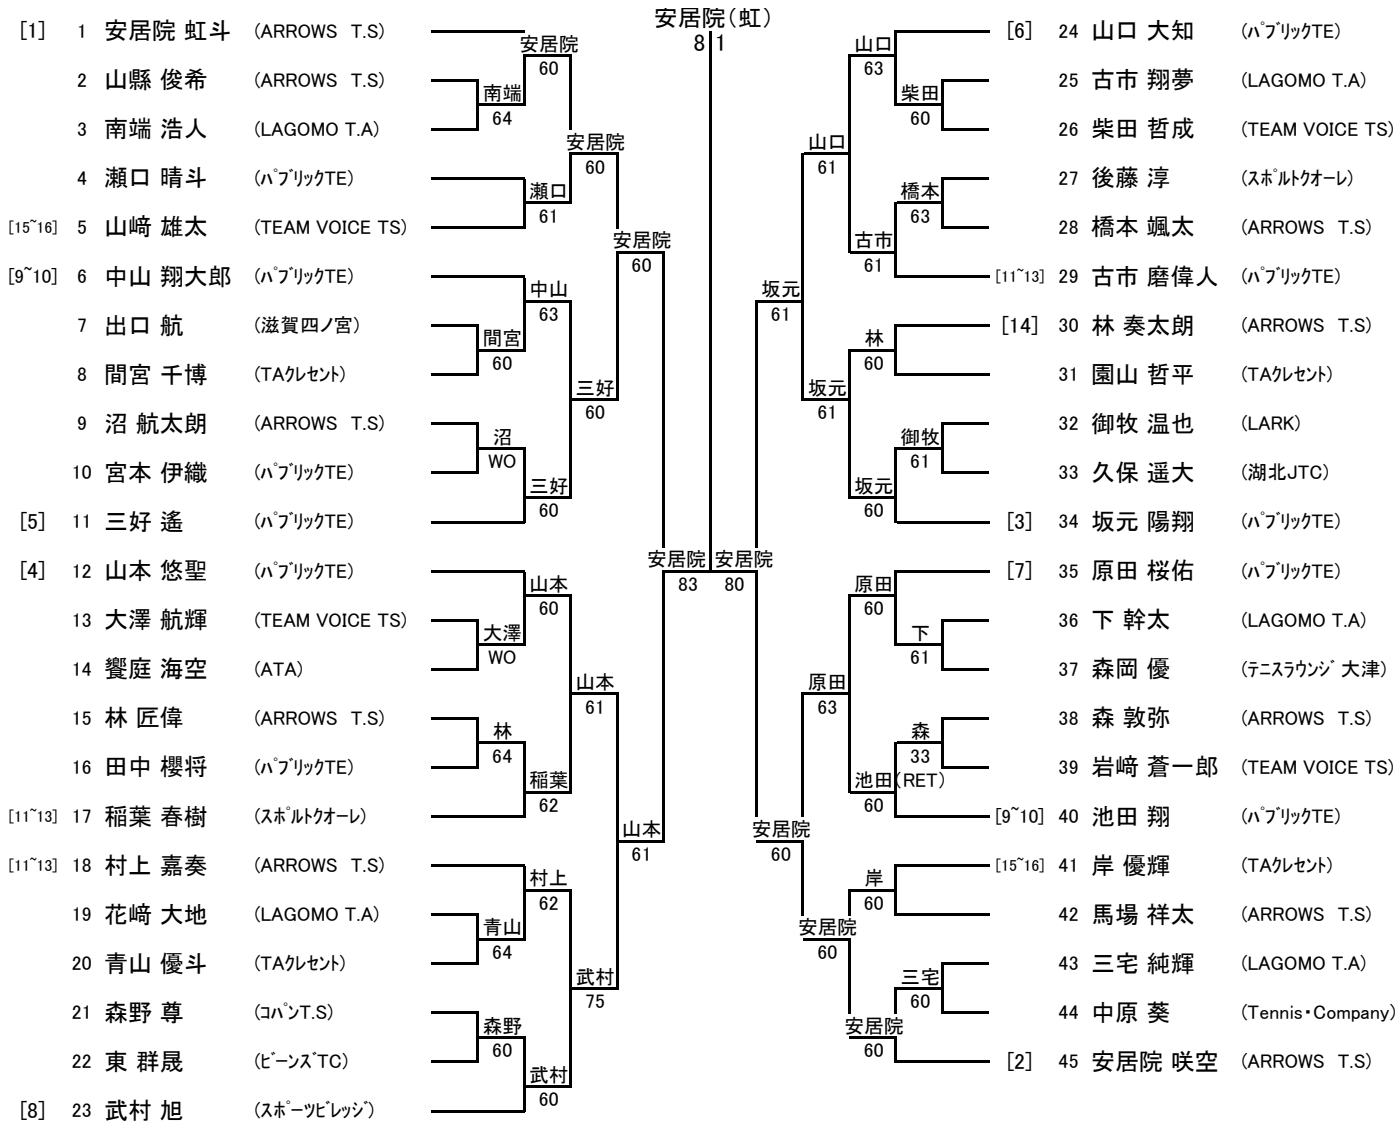 安居院(虹)
8 1
[1] 1 安居院 虹斗 (ARROWS T.S)
2 山縣 俊希 (ARROWS T.S)
3 南端 浩人 (LAGOMO T.A)
4 瀬口 晴斗 (パブリックTE)
[15~16] 5 山﨑 雄太 (TEAM VOICE TS)
[9~10] 6 中山 翔大郎 (パブリックTE)
7 出口 航 (滋賀四ノ宮)
8 間宮 千博 (TAクレセント)
9 沼 航太朗 (ARROWS T.S)
10 宮本 伊織 (パブリックTE)
[5] 11 三好 遙 (パブリックTE)
[4] 12 山本 悠聖 (パブリックTE)
13 大澤 航輝 (TEAM VOICE TS)
14 饗庭 海空 (ATA)
15 林 匠偉 (ARROWS T.S)
16 田中 櫻将 (パブリックTE)
[11~13] 17 稲葉 春樹 (スポルトクオーレ)
[11~13] 18 村上 嘉奏 (ARROWS T.S)
19 花﨑 大地 (LAGOMO T.A)
20 青山 優斗 (TAクレセント)
21 森野 尊 (コパンT.S)
22 東 群晟 (ビーンズTC)
[8] 23 武村 旭 (スポーツビレッジ)
南端
64
間宮
60
沼
WO
大澤
WO
林
64
青山
64
森野
60
安居院
60
瀬口
61
中山
63
三好
60
山本
60
稲葉
62
村上
62
武村
60
安居院
60
三好
60
山本
61
武村
75
安居院
60
山本
61
安居院
83
安居院
80
坂元
61
安居院
60
山口
61
坂元
61
原田
63
安居院
60
山口
63
古市
61
林
60
坂元
60
原田
60
池田(RET)
60
岸
60
安居院
60
柴田
60
橋本
63
御牧
61
下
61
森
33
三宅
60
[6] 24 山口 大知 (パブリックTE)
25 古市 翔夢 (LAGOMO T.A)
26 柴田 哲成 (TEAM VOICE TS)
27 後藤 淳 (スポルトクオーレ)
28 橋本 颯太 (ARROWS T.S)
[11~13] 29 古市 磨偉人 (パブリックTE)
[14] 30 林 奏太朗 (ARROWS T.S)
31 園山 哲平 (TAクレセント)
32 御牧 温也 (LARK)
33 久保 遥大 (湖北JTC)
[3] 34 坂元 陽翔 (パブリックTE)
[7] 35 原田 桜佑 (パブリックTE)
36 下 幹太 (LAGOMO T.A)
37 森岡 優 (テニスラウンジ大津)
38 森 敦弥 (ARROWS T.S)
39 岩﨑 蒼一郎 (TEAM VOICE TS)
[9~10] 40 池田 翔 (パブリックTE)
[15~16] 41 岸 優輝 (TAクレセント)
42 馬場 祥太 (ARROWS T.S)
43 三宅 純輝 (LAGOMO T.A)
44 中原 葵 (Tennis・Company)
[2] 45 安居院 咲空 (ARROWS T.S)